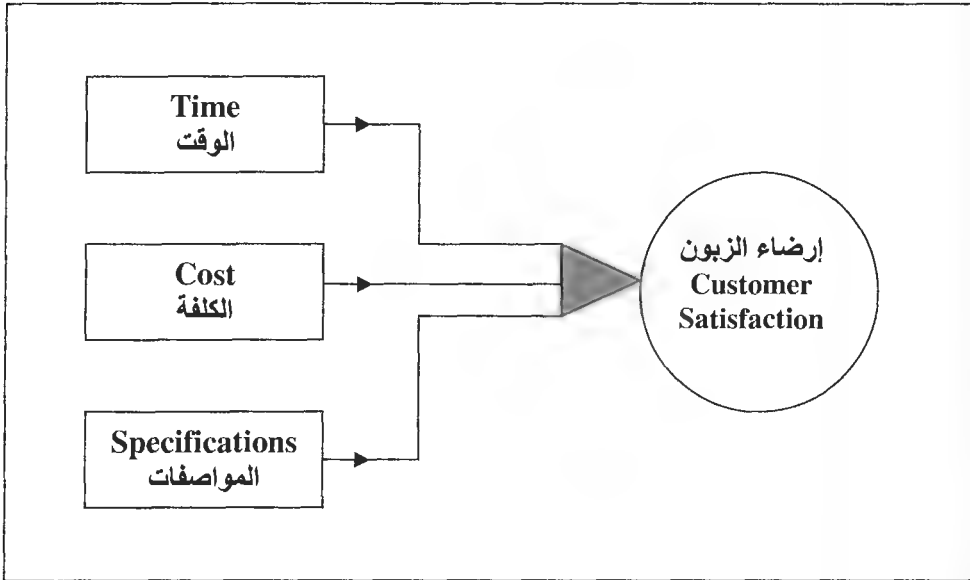 Time
الوقت
Cost
الكلفة
Specifications
المواصفات
إرضاء الزبون
Customer
Satisfaction